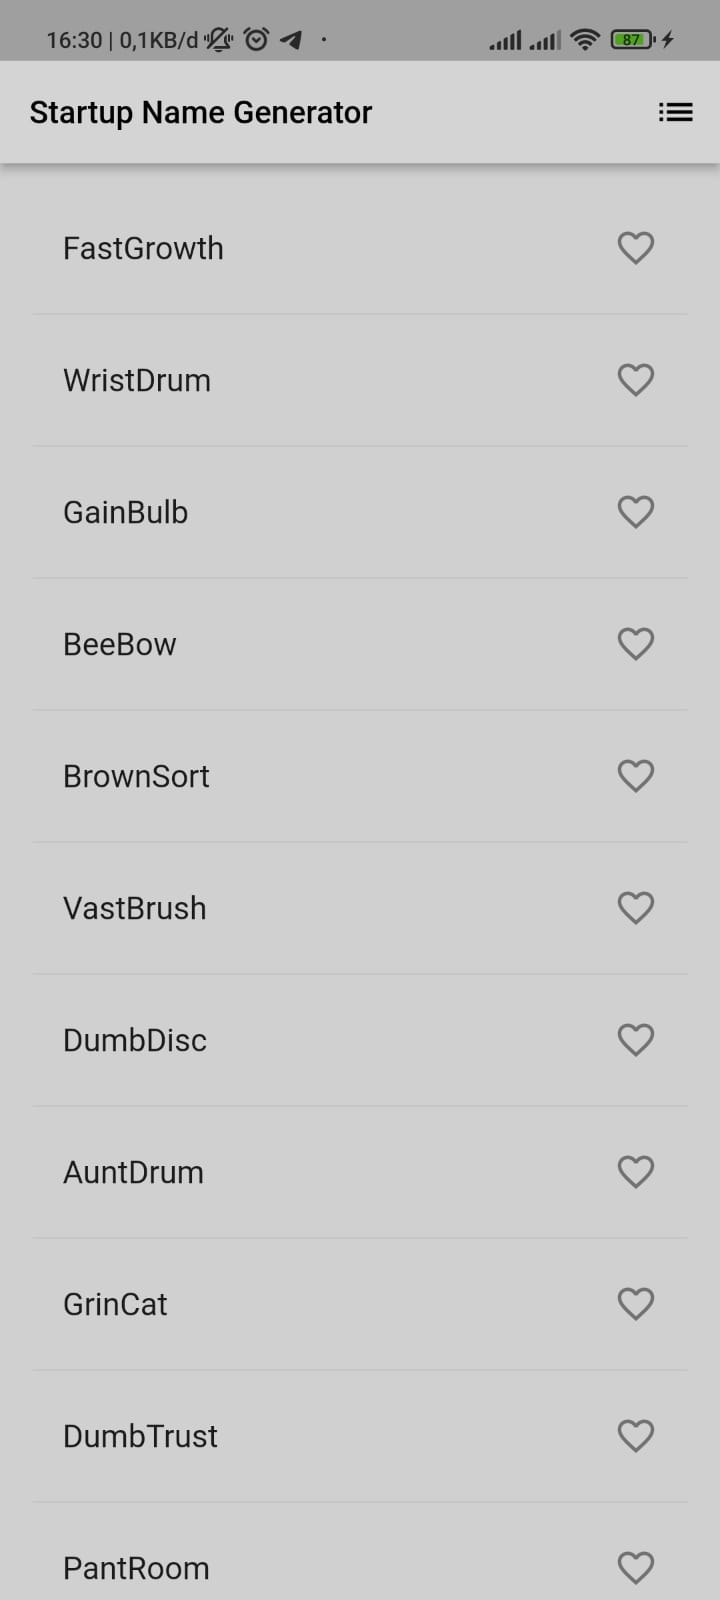 16:30 | 0,1KB/d
87
Startup Name Generator
FastGrowth
WristDrum
GainBulb
BeeBow
BrownSort
VastBrush
DumbDisc
AuntDrum
GrinCat
DumbTrust
PantRoom